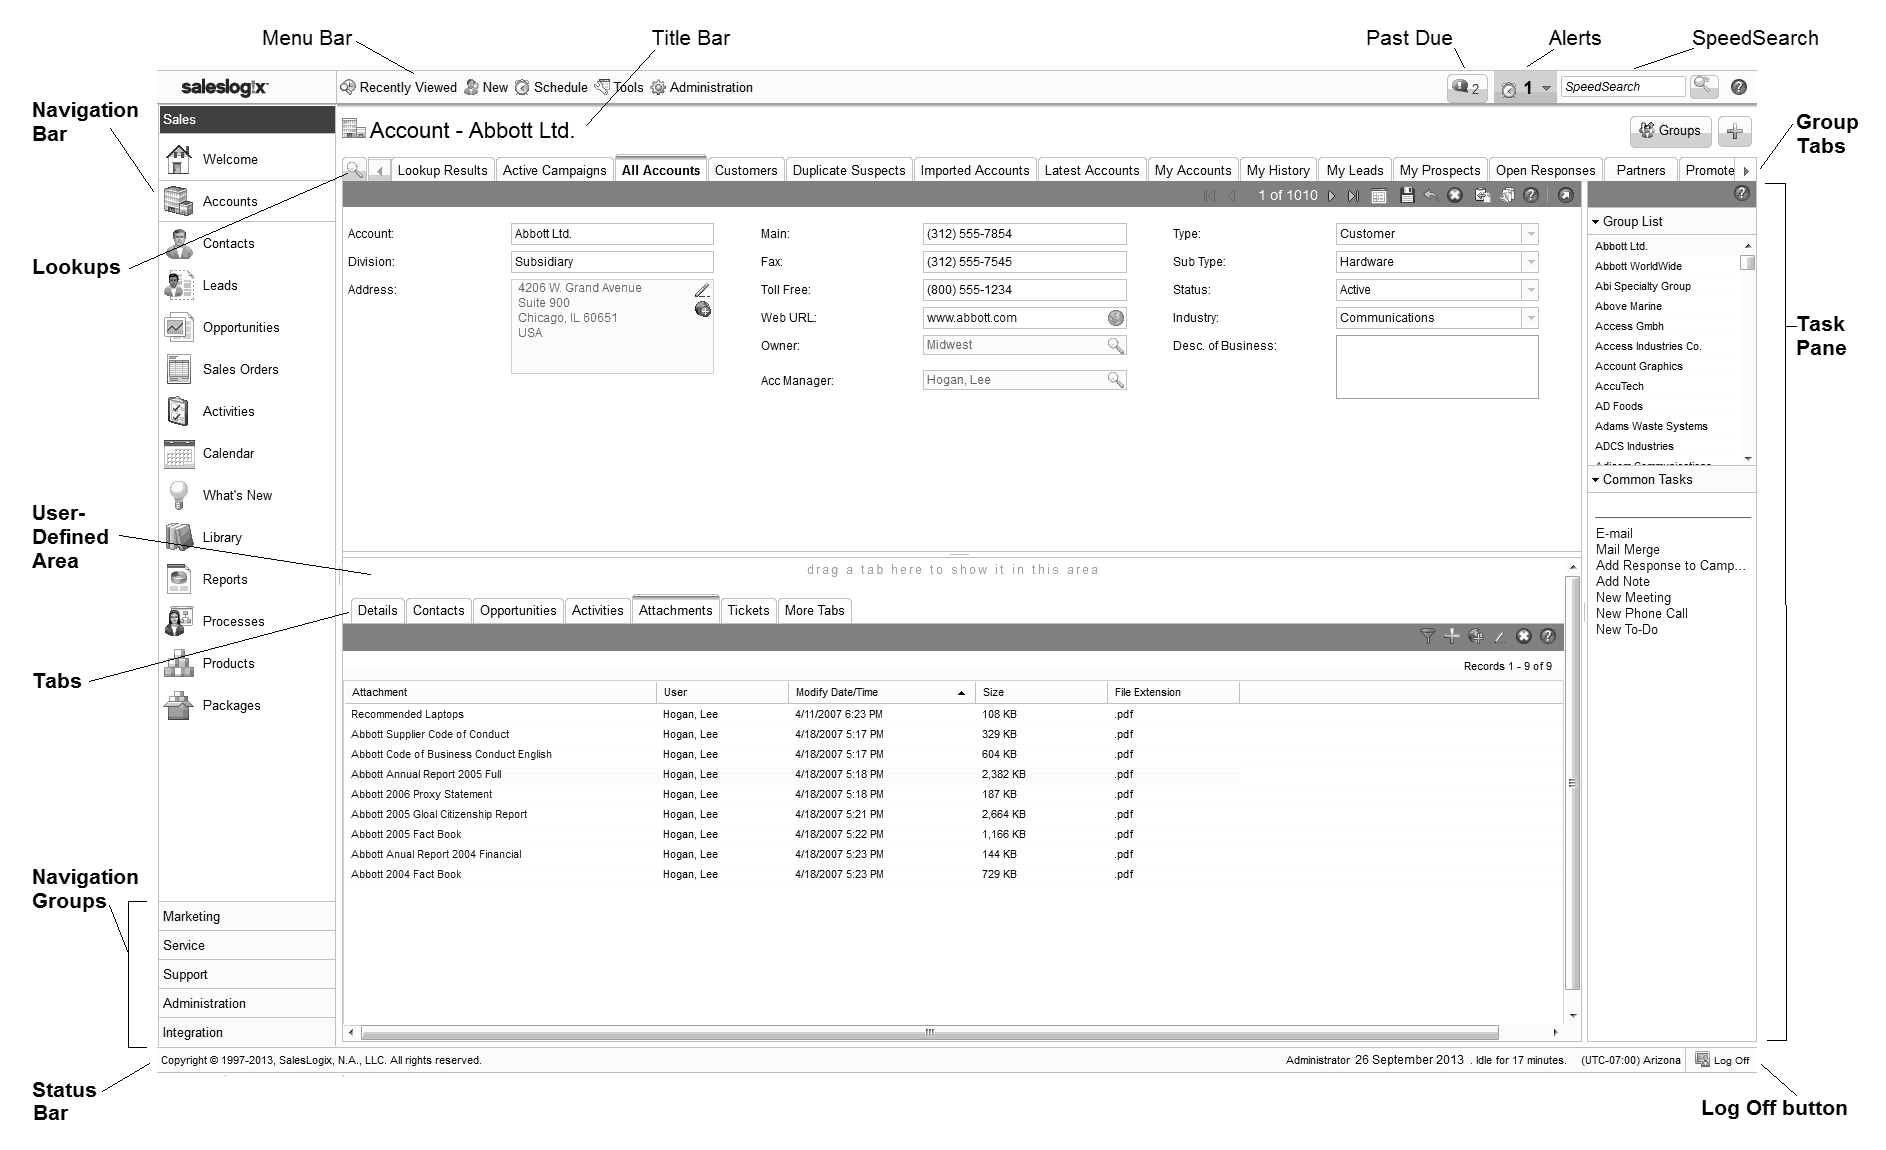 Menu Bar
Title Bar
Past Due
Alerts
SpeedSearch
saleslogix
Recently Viewed New Schedule Tools Administration
2
1
SpeedSearch
Navigation
Bar
Sales
Account - Abbott Ltd.
Groups
Group
Tabs
Welcome
Accounts
Contacts
Leads
Opportunities
Sales Orders
Activities
Calendar
What's New
Library
Reports
Processes
Products
Packages
Lookup Results Active Campaigns All Accounts Customers Duplicate Suspects Imported Accounts Latest Accounts My Accounts My History My Leads My Prospects Open Responses Partners Promote
1 of 1010
Lookups
Account: Abbott Ltd.
Division: Subsidiary
Address: 4206 W. Grand Avenue
Suite 900
Chicago, IL 60651
USA
Main: (312) 555-7854
Fax: (312) 555-7545
Toll Free: (800) 555-1234
Web URL: www.abbott.com
Owner: Midwest
Acc Manager: Hogan, Lee
Type: Customer
Sub Type: Hardware
Status: Active
Industry: Communications
Desc. of Business:
Group List
Abbott Ltd.
Abbott WorldWide
Abi Specialty Group
Above Marine
Access Gmbh
Access Industries Co.
Account Graphics
AccuTech
AD Foods
Adams Waste Systems
ADCS Industries
Task
Pane
Common Tasks
E-mail
Mail Merge
Add Response to Camp...
Add Note
New Meeting
New Phone Call
New To-Do
User-
Defined
Area
drag a tab here to show it in this area
Tabs
Details Contacts Opportunities Activities Attachments Tickets More Tabs
Records 1 - 9 of 9
Attachment User Modify Date/Time Size File Extension
Recommended Laptops Hogan, Lee 4/11/2007 6:23 PM 108 KB .pdf
Abbott Supplier Code of Conduct Hogan, Lee 4/18/2007 5:17 PM 329 KB .pdf
Abbott Code of Business Conduct English Hogan, Lee 4/18/2007 5:17 PM 604 KB .pdf
Abbott Annual Report 2005 Full Hogan, Lee 4/18/2007 5:18 PM 2,382 KB .pdf
Abbott 2006 Proxy Statement Hogan, Lee 4/18/2007 5:18 PM 187 KB .pdf
Abbott 2005 Gloal Citizenship Report Hogan, Lee 4/18/2007 5:21 PM 2,664 KB .pdf
Abbott 2005 Fact Book Hogan, Lee 4/18/2007 5:22 PM 1,166 KB .pdf
Abbott Anual Report 2004 Financial Hogan, Lee 4/18/2007 5:23 PM 144 KB .pdf
Abbott 2004 Fact Book Hogan, Lee 4/18/2007 5:23 PM 729 KB .pdf
Navigation
Groups
Marketing
Service
Support
Administration
Integration
Copyright © 1997-2013, SalesLogix, N.A., LLC. All rights reserved.
Administrator 26 September 2013 . Idle for 17 minutes. (UTC-07:00) Arizona Log Off
Status
Bar
Log Off button